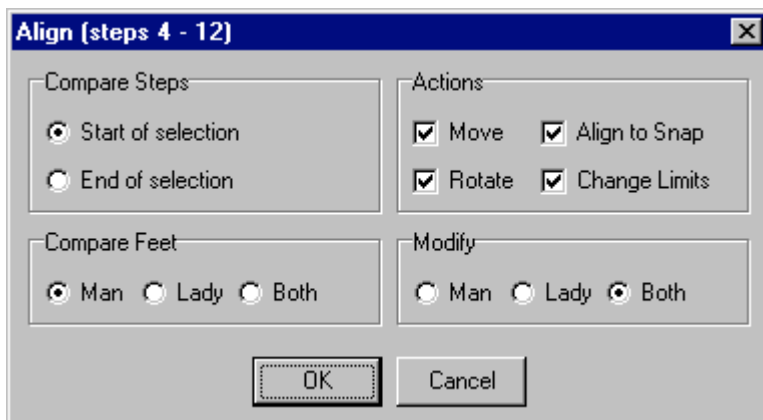 Align (steps 4 - 12)
Compare Steps
Start of selection
End of selection
Actions
Move Align to Snap
Rotate Change Limits
Compare Feet
Man Lady Both
Modify
Man Lady Both
OK Cancel